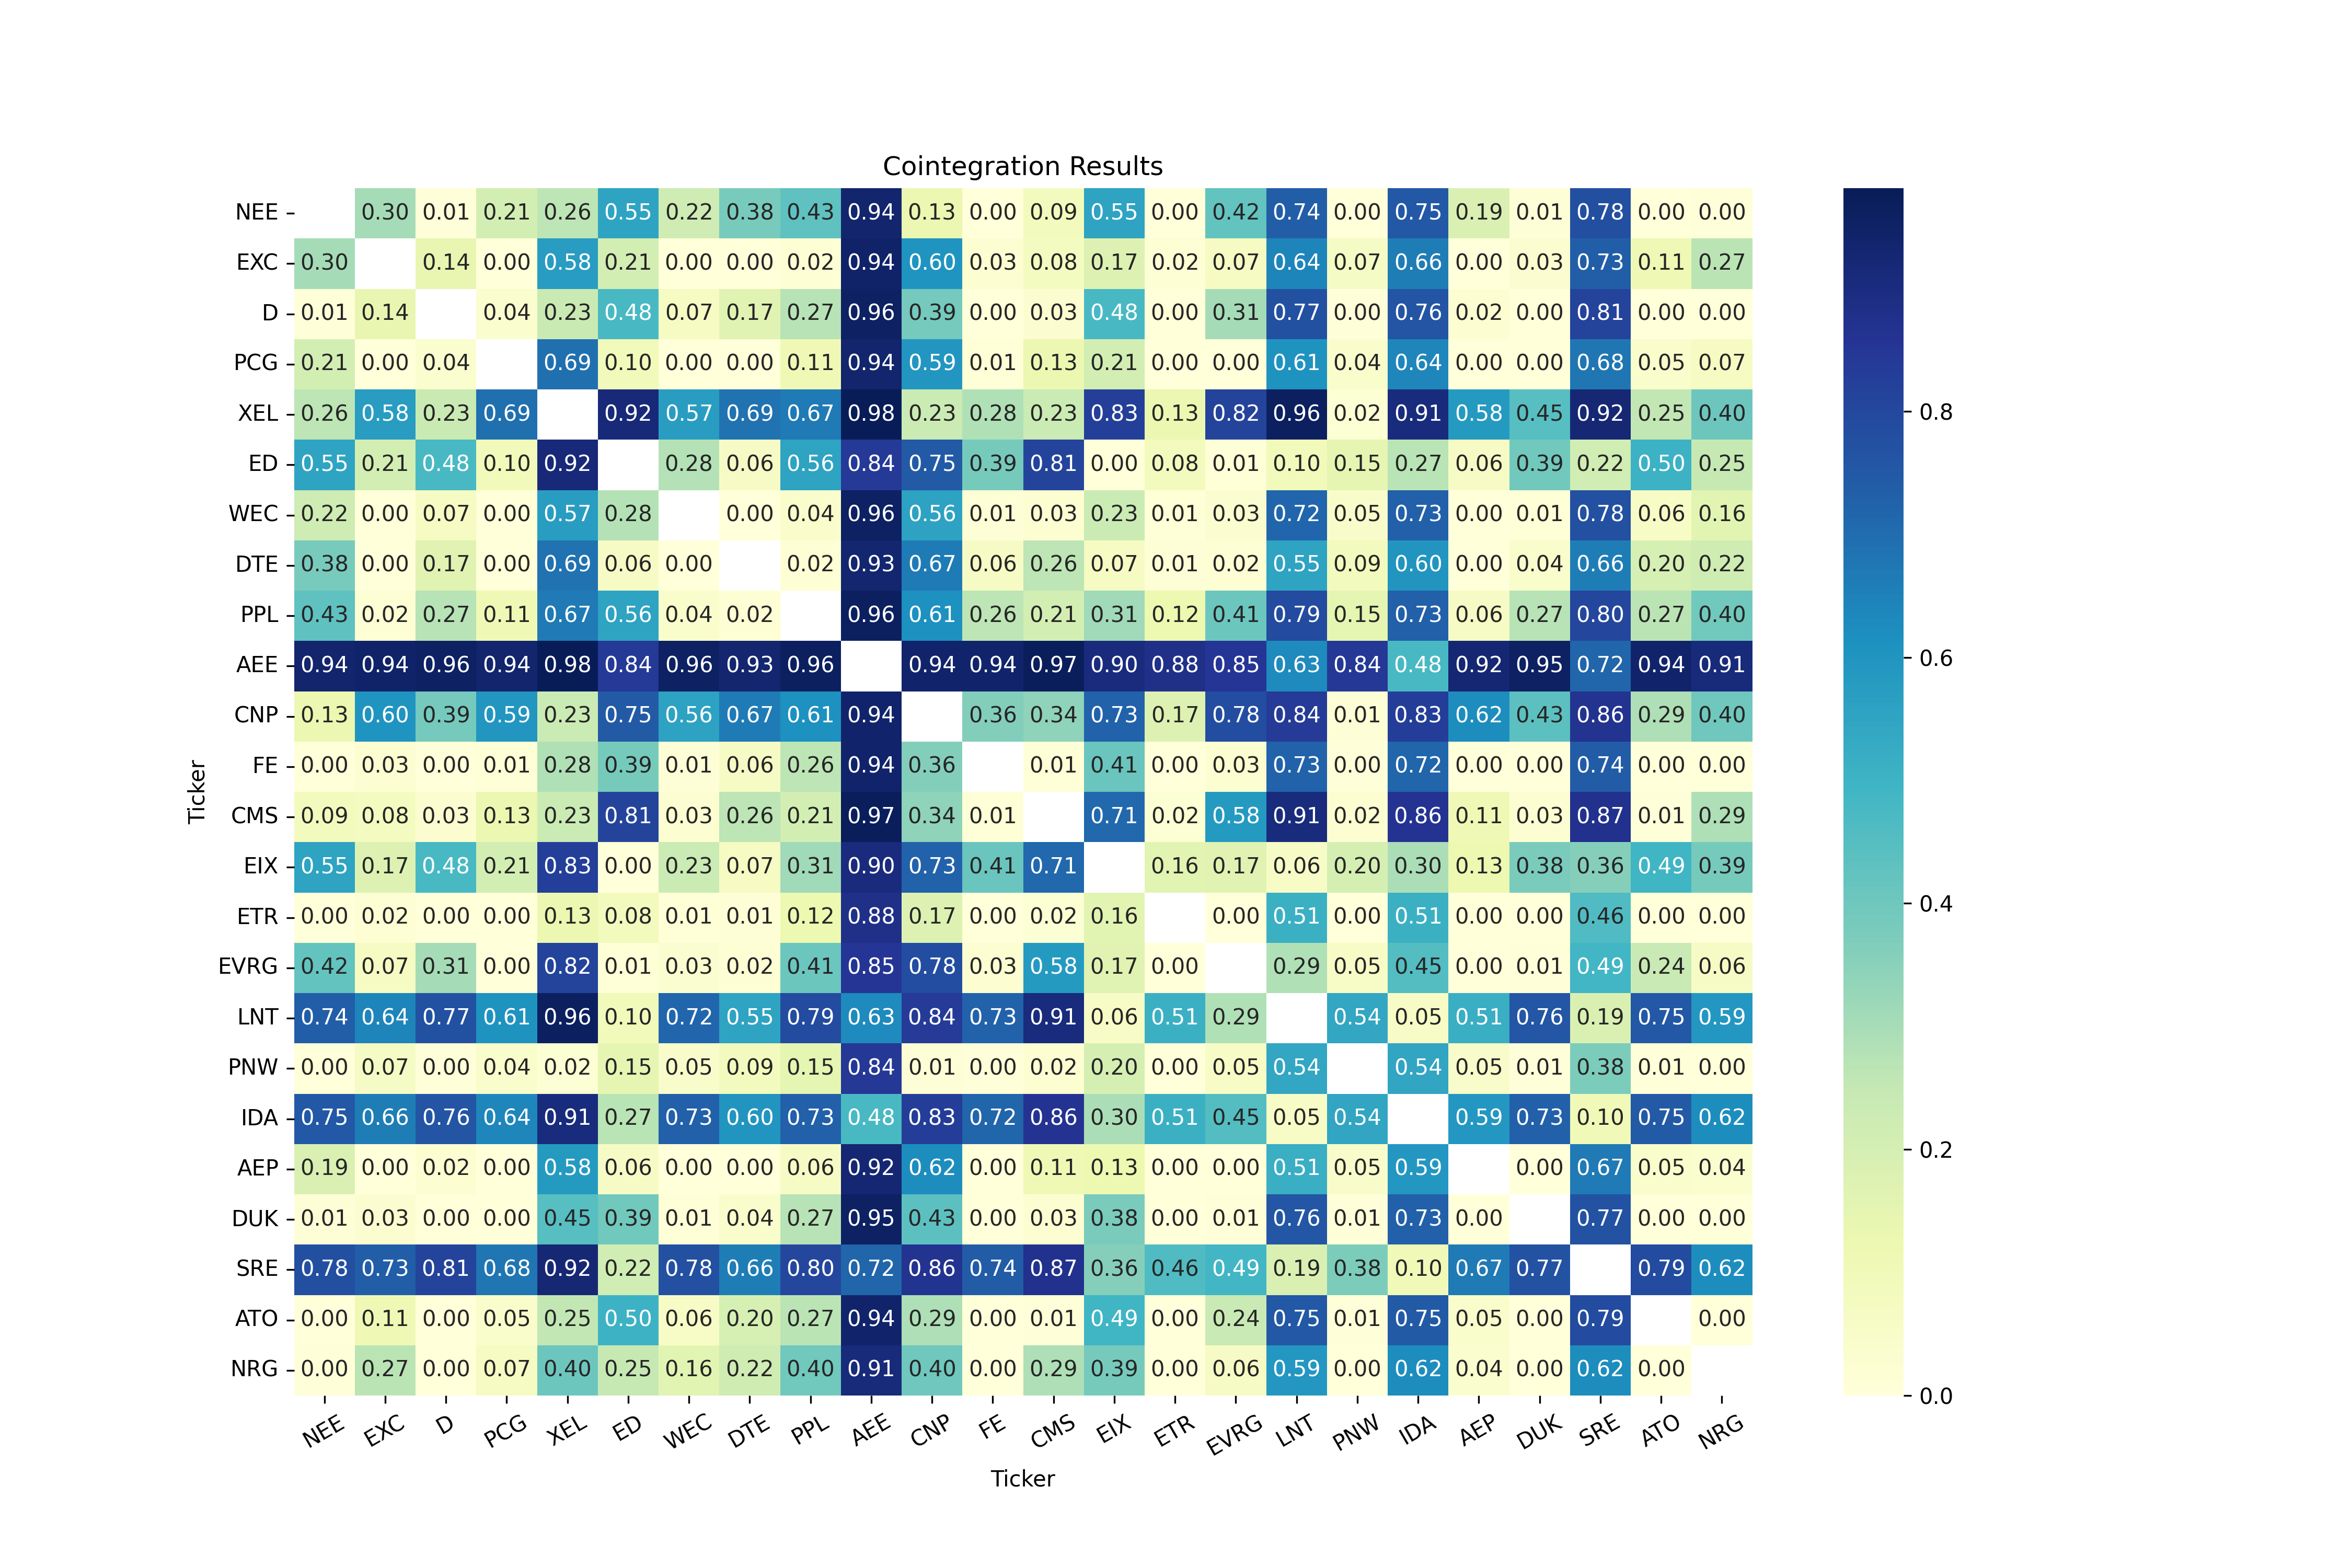 Cointegration Results
NEE 0.30 0.01 0.21 0.26 0.55 0.22 0.38 0.43 0.94 0.13 0.00 0.09 0.55 0.00 0.42 0.74 0.00 0.75 0.19 0.01 0.78 0.00 0.00
EXC 0.30 0.14 0.00 0.58 0.21 0.00 0.00 0.02 0.94 0.60 0.03 0.08 0.17 0.02 0.07 0.64 0.07 0.66 0.00 0.03 0.73 0.11 0.27
D 0.01 0.14 0.04 0.23 0.48 0.07 0.17 0.27 0.96 0.39 0.00 0.03 0.48 0.00 0.31 0.77 0.00 0.76 0.02 0.00 0.81 0.00 0.00
PCG 0.21 0.00 0.04 0.69 0.10 0.00 0.00 0.11 0.94 0.59 0.01 0.13 0.21 0.00 0.00 0.61 0.04 0.64 0.00 0.00 0.68 0.05 0.07
XEL 0.26 0.58 0.23 0.69 0.92 0.57 0.69 0.67 0.98 0.23 0.28 0.23 0.83 0.13 0.82 0.96 0.02 0.91 0.58 0.45 0.92 0.25 0.40
0.8
ED 0.55 0.21 0.48 0.10 0.92 0.28 0.06 0.56 0.84 0.75 0.39 0.81 0.00 0.08 0.01 0.10 0.15 0.27 0.06 0.39 0.22 0.50 0.25
WEC 0.22 0.00 0.07 0.00 0.57 0.28 0.00 0.04 0.96 0.56 0.01 0.03 0.23 0.01 0.03 0.72 0.05 0.73 0.00 0.01 0.78 0.06 0.16
DTE 0.38 0.00 0.17 0.00 0.69 0.06 0.00 0.02 0.93 0.67 0.06 0.26 0.07 0.01 0.02 0.55 0.09 0.60 0.00 0.04 0.66 0.20 0.22
PPL 0.43 0.02 0.27 0.11 0.67 0.56 0.04 0.02 0.96 0.61 0.26 0.21 0.31 0.12 0.41 0.79 0.15 0.73 0.06 0.27 0.80 0.27 0.40
AEE 0.94 0.94 0.96 0.94 0.98 0.84 0.96 0.93 0.96 0.94 0.94 0.97 0.90 0.88 0.85 0.63 0.84 0.48 0.92 0.95 0.72 0.94 0.91
0.6
CNP 0.13 0.60 0.39 0.59 0.23 0.75 0.56 0.67 0.61 0.94 0.36 0.34 0.73 0.17 0.78 0.84 0.01 0.83 0.62 0.43 0.86 0.29 0.40
FE 0.00 0.03 0.00 0.01 0.28 0.39 0.01 0.06 0.26 0.94 0.36 0.01 0.41 0.00 0.03 0.73 0.00 0.72 0.00 0.00 0.74 0.00 0.00
Ticker
CMS 0.09 0.08 0.03 0.13 0.23 0.81 0.03 0.26 0.21 0.97 0.34 0.01 0.71 0.02 0.58 0.91 0.02 0.86 0.11 0.03 0.87 0.01 0.29
EIX 0.55 0.17 0.48 0.21 0.83 0.00 0.23 0.07 0.31 0.90 0.73 0.41 0.71 0.16 0.17 0.06 0.20 0.30 0.13 0.38 0.36 0.49 0.39
0.4
ETR 0.00 0.02 0.00 0.00 0.13 0.08 0.01 0.01 0.12 0.88 0.17 0.00 0.02 0.16 0.00 0.51 0.00 0.51 0.00 0.00 0.46 0.00 0.00
EVRG 0.42 0.07 0.31 0.00 0.82 0.01 0.03 0.02 0.41 0.85 0.78 0.03 0.58 0.17 0.00 0.29 0.05 0.45 0.00 0.01 0.49 0.24 0.06
LNT 0.74 0.64 0.77 0.61 0.96 0.10 0.72 0.55 0.79 0.63 0.84 0.73 0.91 0.06 0.51 0.29 0.54 0.05 0.51 0.76 0.19 0.75 0.59
PNW 0.00 0.07 0.00 0.04 0.02 0.15 0.05 0.09 0.15 0.84 0.01 0.00 0.02 0.20 0.00 0.05 0.54 0.54 0.05 0.01 0.38 0.01 0.00
IDA 0.75 0.66 0.76 0.64 0.91 0.27 0.73 0.60 0.73 0.48 0.83 0.72 0.86 0.30 0.51 0.45 0.05 0.54 0.59 0.73 0.10 0.75 0.62
0.2
AEP 0.19 0.00 0.02 0.00 0.58 0.06 0.00 0.00 0.06 0.92 0.62 0.00 0.11 0.13 0.00 0.00 0.51 0.05 0.59 0.00 0.67 0.05 0.04
DUK 0.01 0.03 0.00 0.00 0.45 0.39 0.01 0.04 0.27 0.95 0.43 0.00 0.03 0.38 0.00 0.01 0.76 0.01 0.73 0.00 0.77 0.00 0.00
SRE 0.78 0.73 0.81 0.68 0.92 0.22 0.78 0.66 0.80 0.72 0.86 0.74 0.87 0.36 0.46 0.49 0.19 0.38 0.10 0.67 0.77 0.79 0.62
ATO 0.00 0.11 0.00 0.05 0.25 0.50 0.06 0.20 0.27 0.94 0.29 0.00 0.01 0.49 0.00 0.24 0.75 0.01 0.75 0.05 0.00 0.79 0.00
NRG 0.00 0.27 0.00 0.07 0.40 0.25 0.16 0.22 0.40 0.91 0.40 0.00 0.29 0.39 0.00 0.06 0.59 0.00 0.62 0.04 0.00 0.62 0.00
0.0
NEE EXC D PCG XEL ED WEC DTE PPL AEE CNP FE CMS EIX ETR EVRG LNT PNW IDA AEP DUK SRE ATO NRG
Ticker